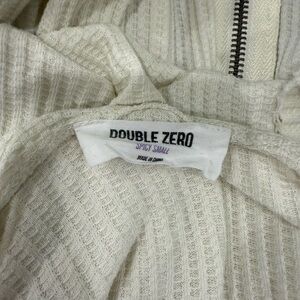 DOUBLE ZERO
SPICY SMALL
MADE IN CHINA